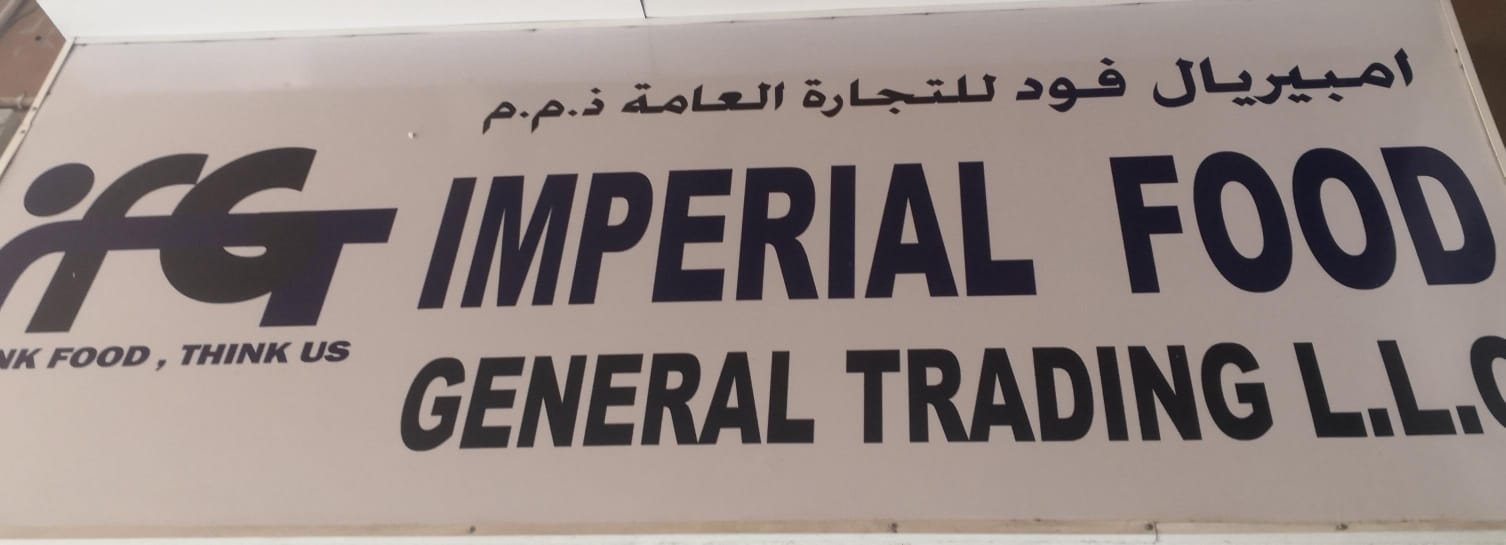 امبيريال فود للتجارة العامة ذ.م.م
IFGT
IMPERIAL FOOD
NK FOOD , THINK US
GENERAL TRADING L.L.C